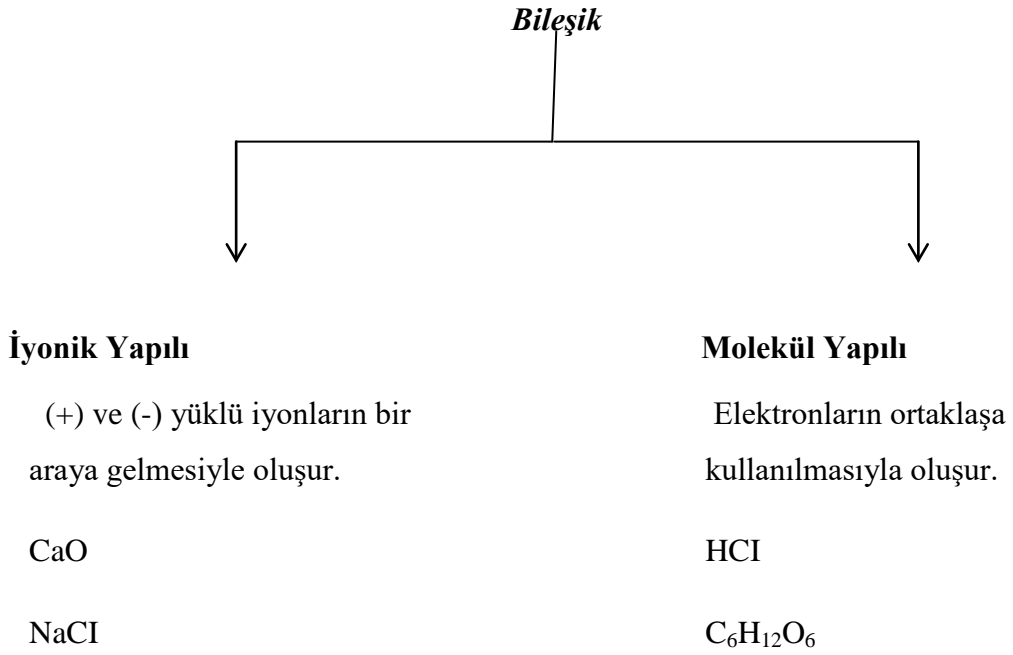 Bileşik
İyonik Yapılı
(+) ve (-) yüklü iyonların bir
araya gelmesiyle oluşur.
CaO
NaCI
Molekül Yapılı
Elektronların ortaklaşa
kullanılmasıyla oluşur.
HCI
C₆H₁₂O₆